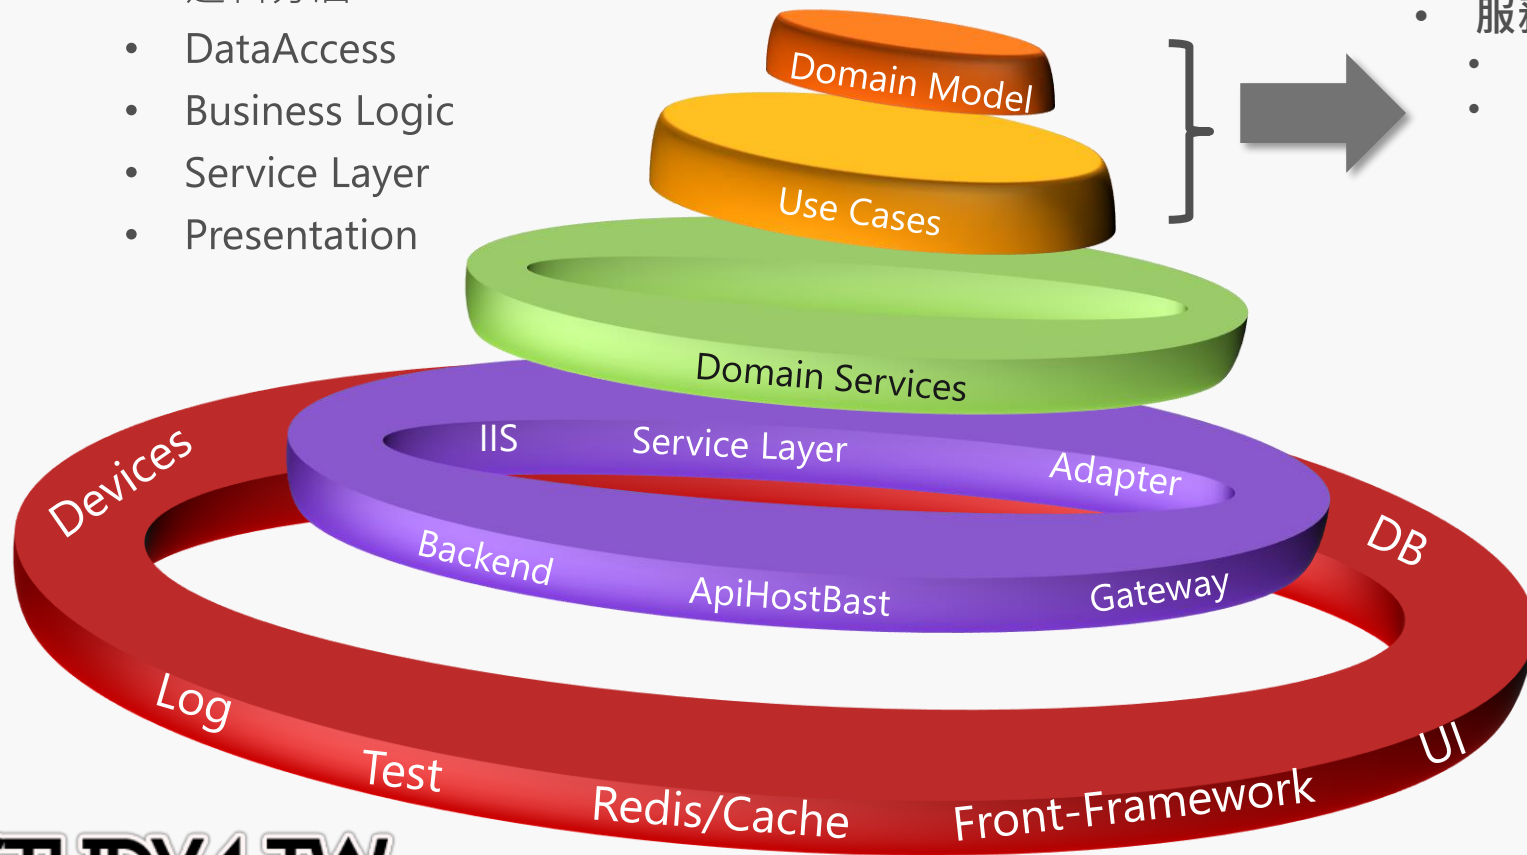 DataAccess
Business Logic
Service Layer
Presentation
服
Domain Model
Use Cases
Domain Services
IIS
Service Layer
Adapter
Backend
ApiHostBast
Gateway
Devices
DB
Log
Test
Redis/Cache
Front-Framework
UI